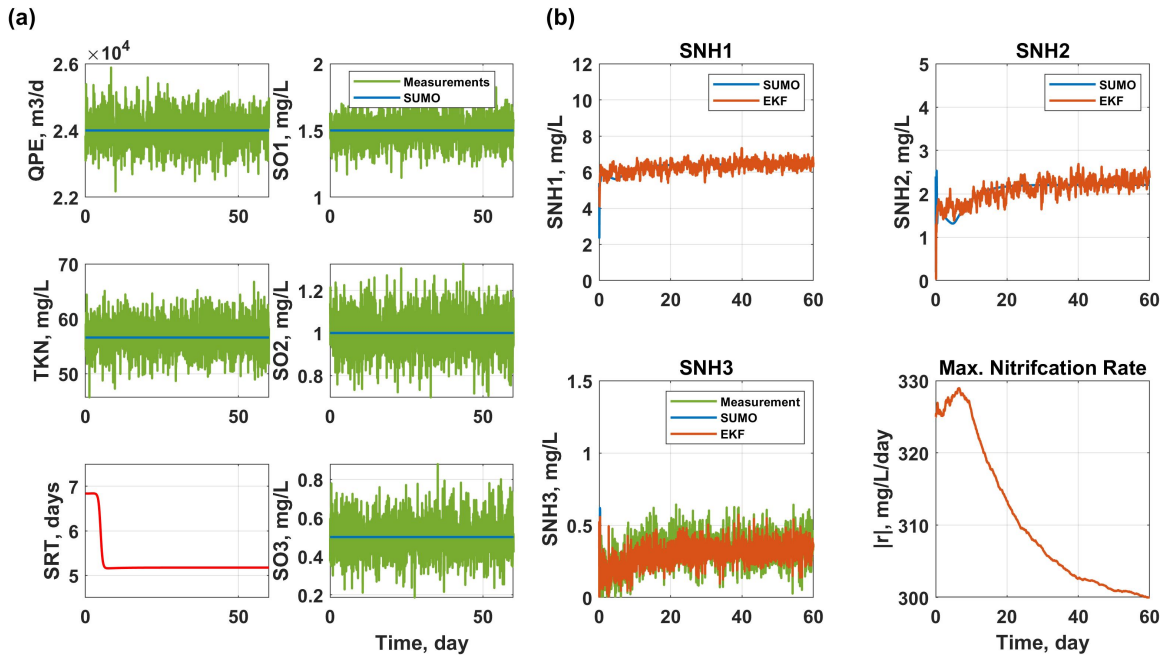 (a)
(b)
×10⁴
2.6
2.4
2.2
0
50
QPE, m3/d
2
1.5
1
0
50
SO1, mg/L
Measurements
SUMO
70
60
50
0
50
TKN, mg/L
1.2
1
0.8
0
50
SO2, mg/L
7
6
5
0
50
SRT, days
0.8
0.6
0.4
0.2
0
50
SO3, mg/L
Time, day
SNH1
12
10
8
6
4
2
0
0
20
40
60
SNH1, mg/L
SUMO
EKF
SNH2
5
4
3
2
1
0
0
20
40
60
SNH2, mg/L
SUMO
EKF
SNH3
1.5
1
0.5
0
0
20
40
60
SNH3, mg/L
Measurement
SUMO
EKF
Max. Nitrifcation Rate
330
320
310
300
0
20
40
60
|r|, mg/L/day
Time, day